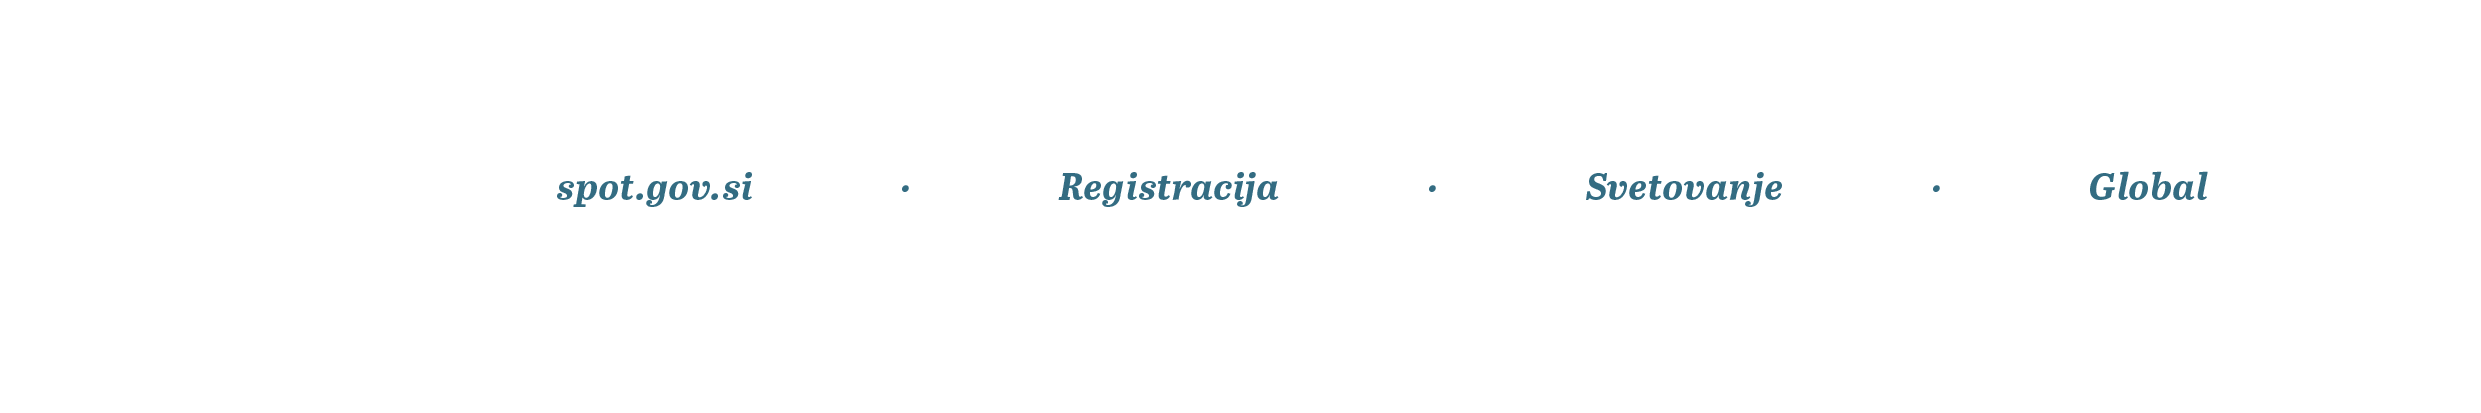 spot.gov.si · Registracija · Svetovanje · Global